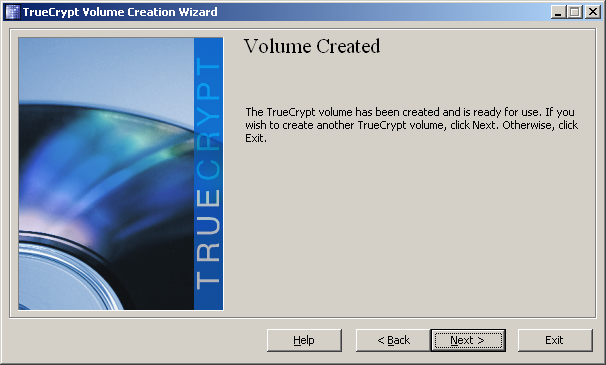 TrueCrypt Volume Creation Wizard
TRUECRYPT
Volume Created
The TrueCrypt volume has been created and is ready for use. If you
wish to create another TrueCrypt volume, click Next. Otherwise, click
Exit.
Help
< Back
Next >
Exit